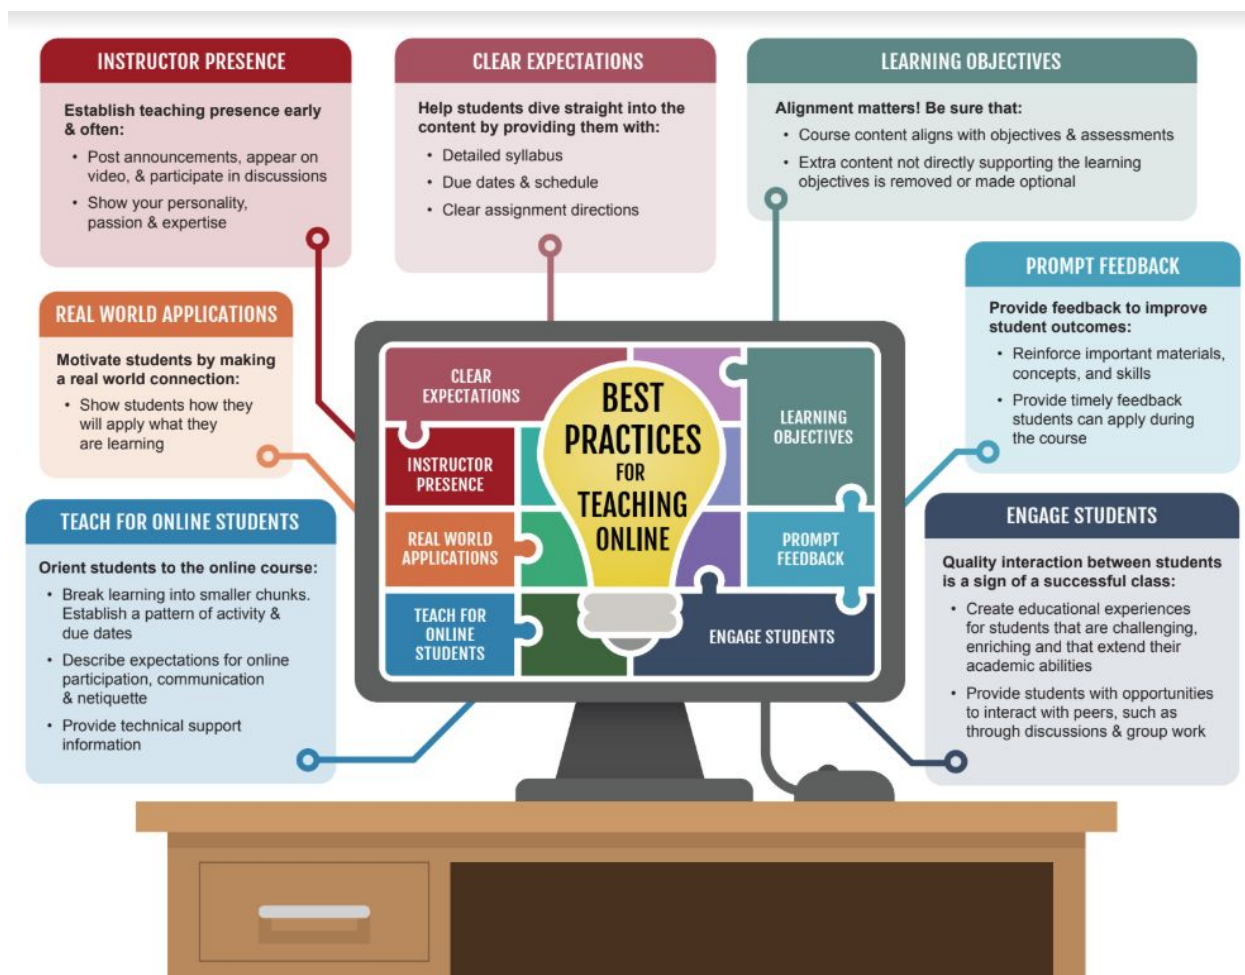 INSTRUCTOR PRESENCE
Establish teaching presence early
& often:
• Post announcements, appear on
video, & participate in discussions
• Show your personality,
passion & expertise
CLEAR EXPECTATIONS
Help students dive straight into the
content by providing them with:
• Detailed syllabus
• Due dates & schedule
• Clear assignment directions
LEARNING OBJECTIVES
Alignment matters! Be sure that:
• Course content aligns with objectives & assessments
• Extra content not directly supporting the learning
objectives is removed or made optional
REAL WORLD APPLICATIONS
Motivate students by making
a real world connection:
• Show students how they
will apply what they
are learning
PROMPT FEEDBACK
Provide feedback to improve
student outcomes:
• Reinforce important materials,
concepts, and skills
• Provide timely feedback
students can apply during
the course
TEACH FOR ONLINE STUDENTS
Orient students to the online course:
• Break learning into smaller chunks.
Establish a pattern of activity &
due dates
• Describe expectations for online
participation, communication
& netiquette
• Provide technical support
information
ENGAGE STUDENTS
Quality interaction between students
is a sign of a successful class:
• Create educational experiences
for students that are challenging,
enriching and that extend their
academic abilities
• Provide students with opportunities
to interact with peers, such as
through discussions & group work
CLEAR
EXPECTATIONS
INSTRUCTOR
PRESENCE
REAL WORLD
APPLICATIONS
TEACH FOR
ONLINE
STUDENTS
BEST
PRACTICES
FOR
TEACHING
ONLINE
LEARNING
OBJECTIVES
PROMPT
FEEDBACK
ENGAGE STUDENTS